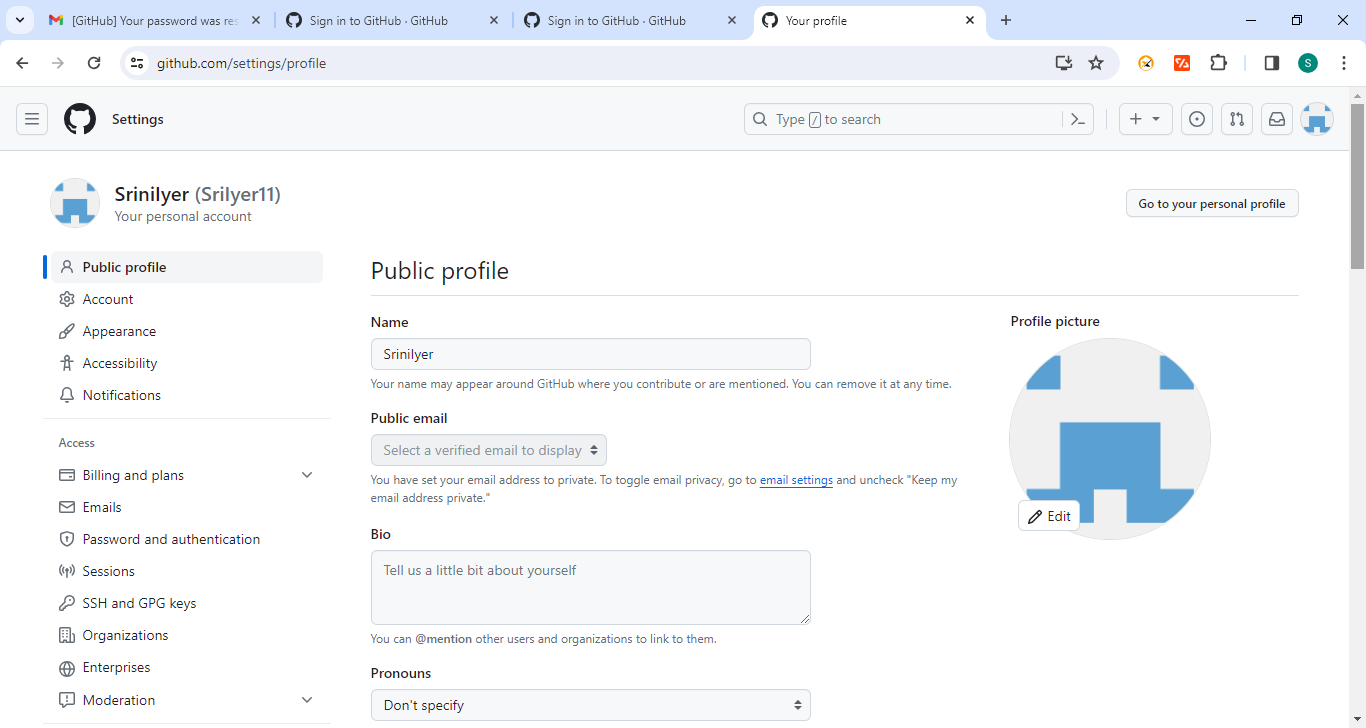 [GitHub] Your password was res
Sign in to GitHub · GitHub
Sign in to GitHub · GitHub
Your profile
github.com/settings/profile
S
Settings
Type / to search
Srinilyer (Srilyer11)
Your personal account
Go to your personal profile
Public profile
Account
Appearance
Accessibility
Notifications
Access
Billing and plans
Emails
Password and authentication
Sessions
SSH and GPG keys
Organizations
Enterprises
Moderation
Public profile
Name
Srinilyer
Your name may appear around GitHub where you contribute or are mentioned. You can remove it at any time.
Public email
Select a verified email to display
You have set your email address to private. To toggle email privacy, go to email settings and uncheck "Keep my
email address private."
Bio
Tell us a little bit about yourself
You can @mention other users and organizations to link to them.
Pronouns
Don't specify
Profile picture
Edit